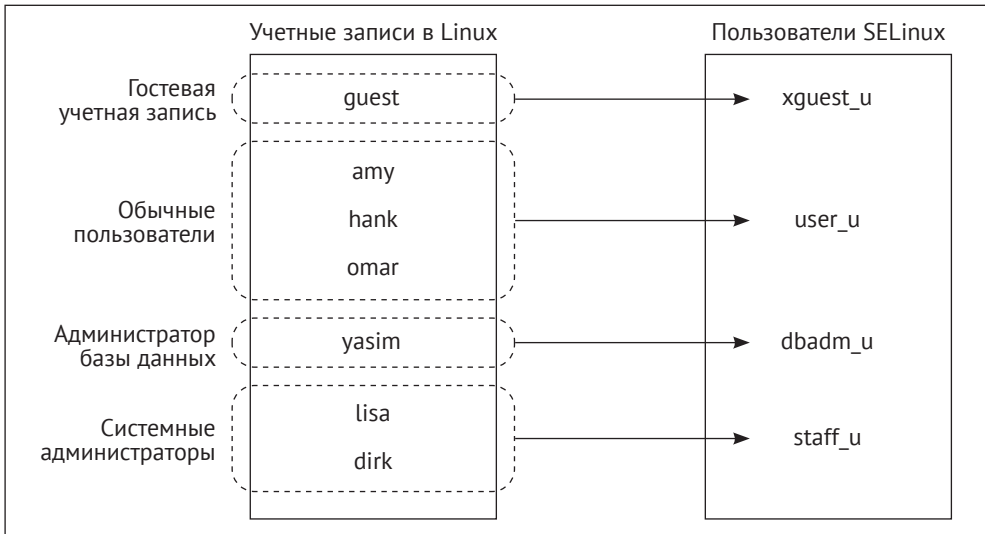 Учетные записи в Linux
Пользователи SELinux
Гостевая
учетная запись
guest
xguest_u
amy
Обычные
пользователи
hank
user_u
omar
Администратор
базы данных
yasim
dbadm_u
Системные
администраторы
lisa
dirk
staff_u